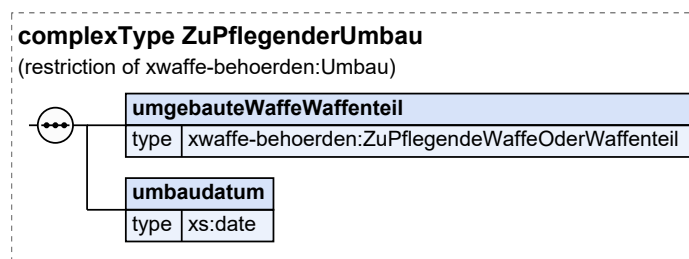 complexType ZuPflegenderUmbau
(restriction of xwaffe-behoerden:Umbau)
umgebauteWaffeWaffenteil
type xwaffe-behoerden:ZuPflegendeWaffeOderWaffenteil
umbaudatum
type xs:date